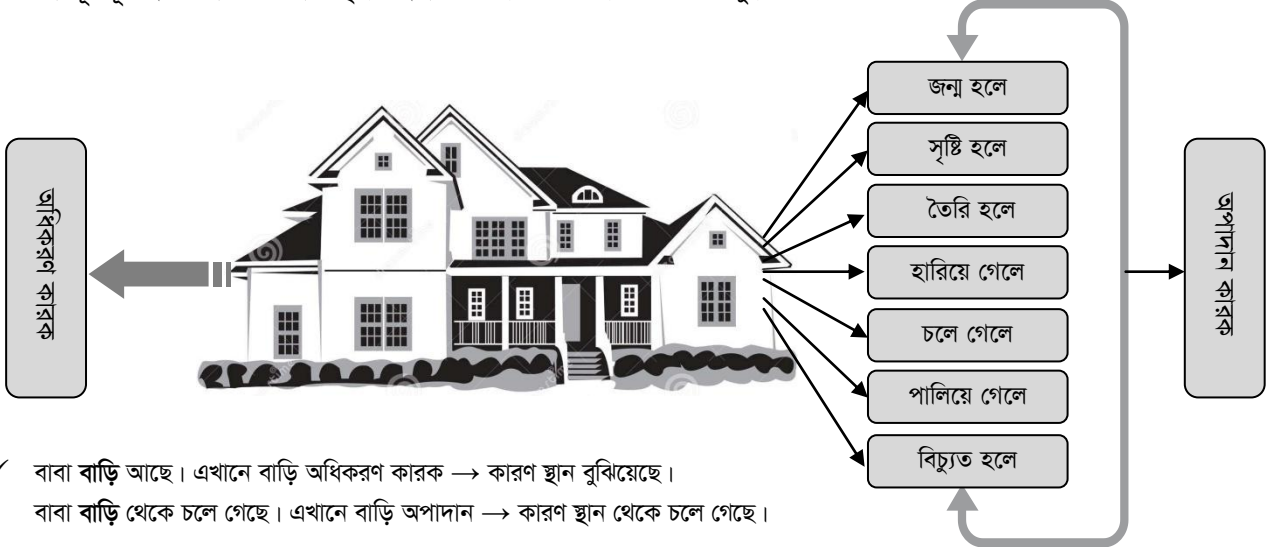 অধিকরণ কারক
জন্ম হলে
সৃষ্টি হলে
তৈরি হলে
হারিয়ে গেলে
চলে গেলে
পালিয়ে গেলে
বিচ্যুত হলে
অপাদান কারক
✓ বাবা বাড়ি আছে। এখানে বাড়ি অধিকরণ কারক → কারণ স্থান বুঝিয়েছে।
বাবা বাড়ি থেকে চলে গেছে। এখানে বাড়ি অপাদান → কারণ স্থান থেকে চলে গেছে।